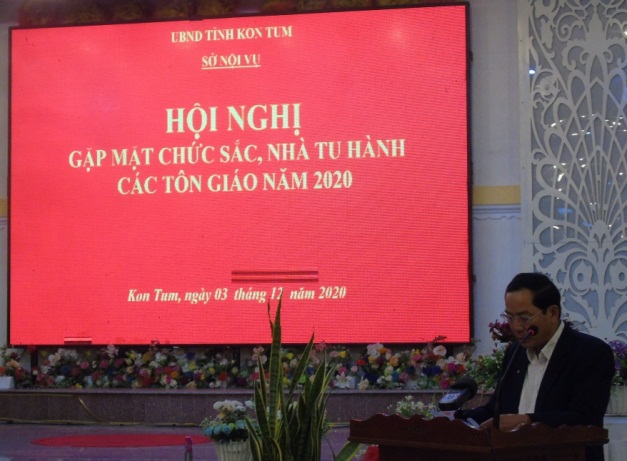 UBND TỈNH KON TUM
SỞ NỘI VỤ
HỘI NGHỊ
GẶP MẶT CHỨC SẮC, NHÀ TU HÀNH
CÁC TÔN GIÁO NĂM 2020
Kon Tum, ngày 03 tháng 12 năm 2020